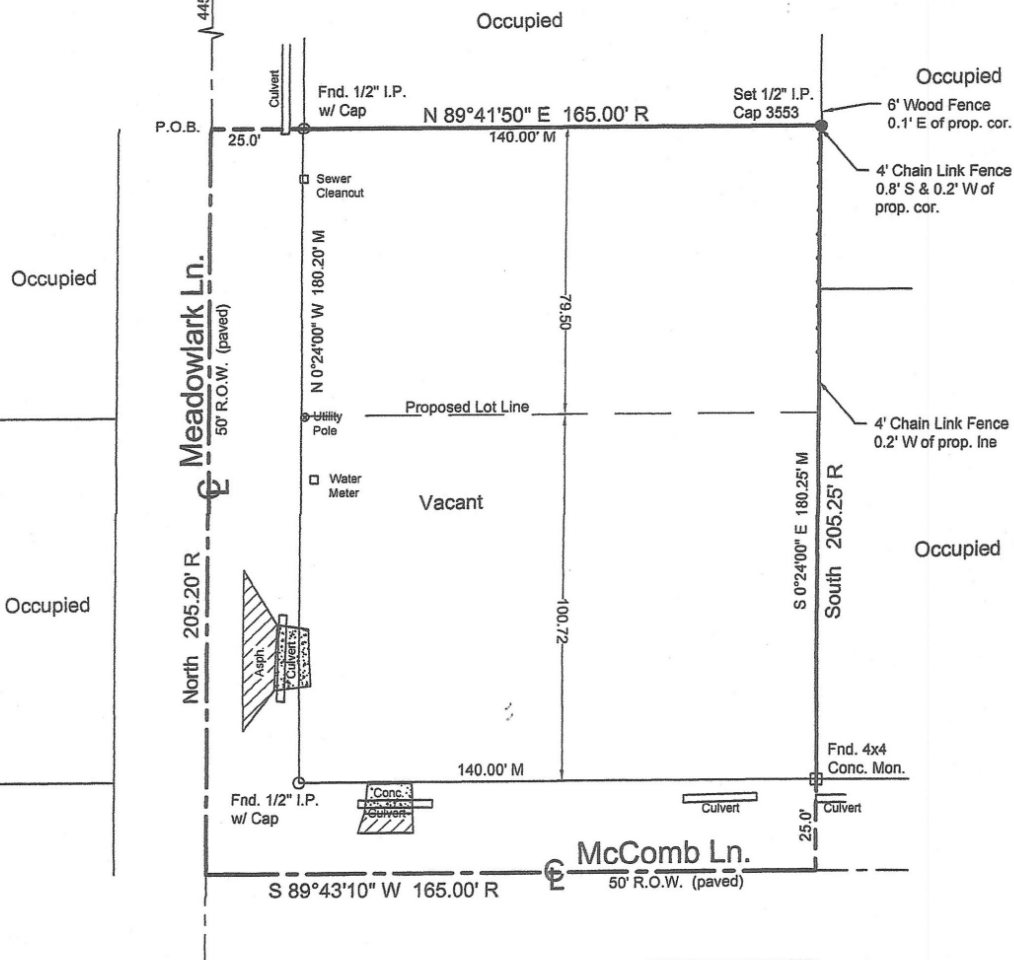 445
Occupied
Occupied
Culvert
Fnd. 1/2" I.P.
w/ Cap
Set 1/2" I.P.
Cap 3553
6' Wood Fence
0.1' E of prop. cor.
P.O.B.
25.0'
N 89°41'50" E 165.00' R
140.00' M
4' Chain Link Fence
0.8' S & 0.2' W of
prop. cor.
Sewer
Cleanout
Occupied
Meadowlark Ln.
50' R.O.W. (paved)
N 0°24'00" W 180.20' M
79.50
Proposed Lot Line
Utility
Pole
4' Chain Link Fence
0.2' W of prop. lne
Water
Meter
Vacant
CL
S 0°24'00" E 180.25' M
South 205.25' R
Occupied
Occupied
North 205.20' R
Asph.
Culvert
100.72
140.00' M
Fnd. 4x4
Conc. Mon.
Fnd. 1/2" I.P.
w/ Cap
Conc.
Culvert
Culvert
Culvert
25.0'
McComb Ln.
CL
50' R.O.W. (paved)
S 89°43'10" W 165.00' R